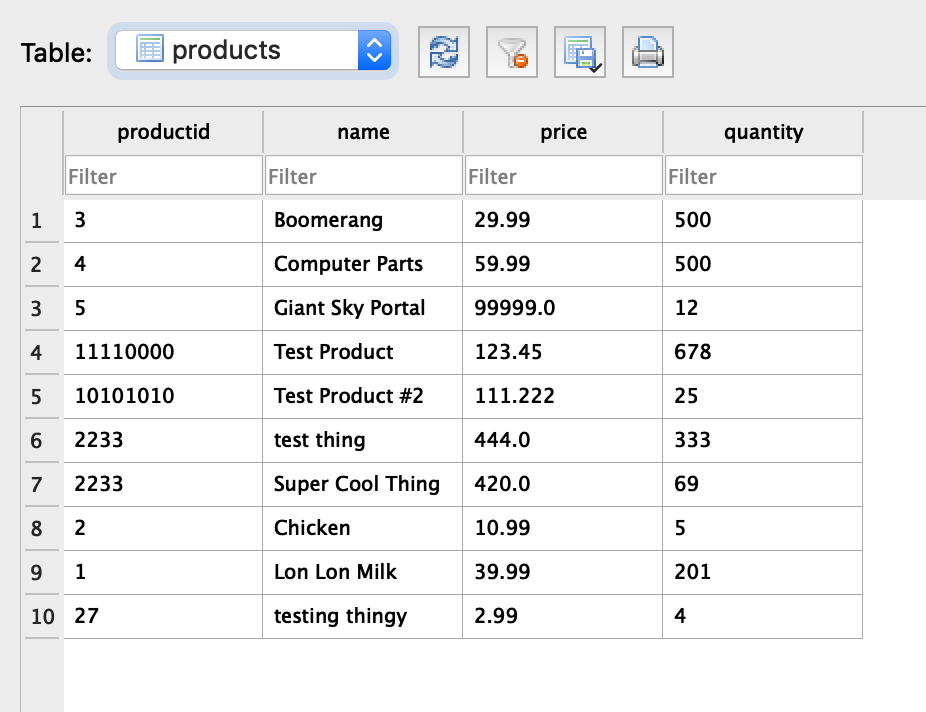 Table: products
productid name price quantity
Filter Filter Filter Filter
1 3 Boomerang 29.99 500
2 4 Computer Parts 59.99 500
3 5 Giant Sky Portal 99999.0 12
4 11110000 Test Product 123.45 678
5 10101010 Test Product #2 111.222 25
6 2233 test thing 444.0 333
7 2233 Super Cool Thing 420.0 69
8 2 Chicken 10.99 5
9 1 Lon Lon Milk 39.99 201
10 27 testing thingy 2.99 4